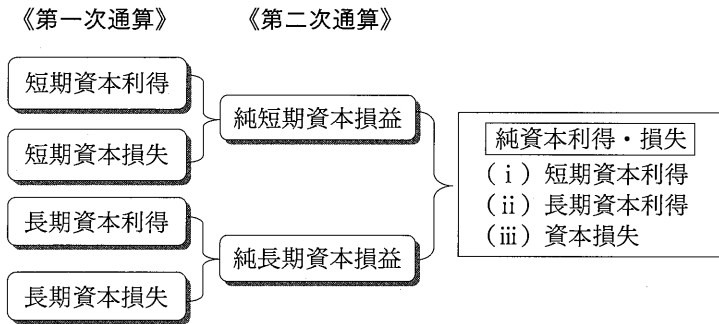 《第一次通算》
《第二次通算》
短期資本利得
短期資本損失
長期資本利得
長期資本損失
純短期資本損益
純長期資本損益
純資本利得・損失
(ⅰ) 短期資本利得
(ⅱ) 長期資本利得
(ⅲ) 資本損失